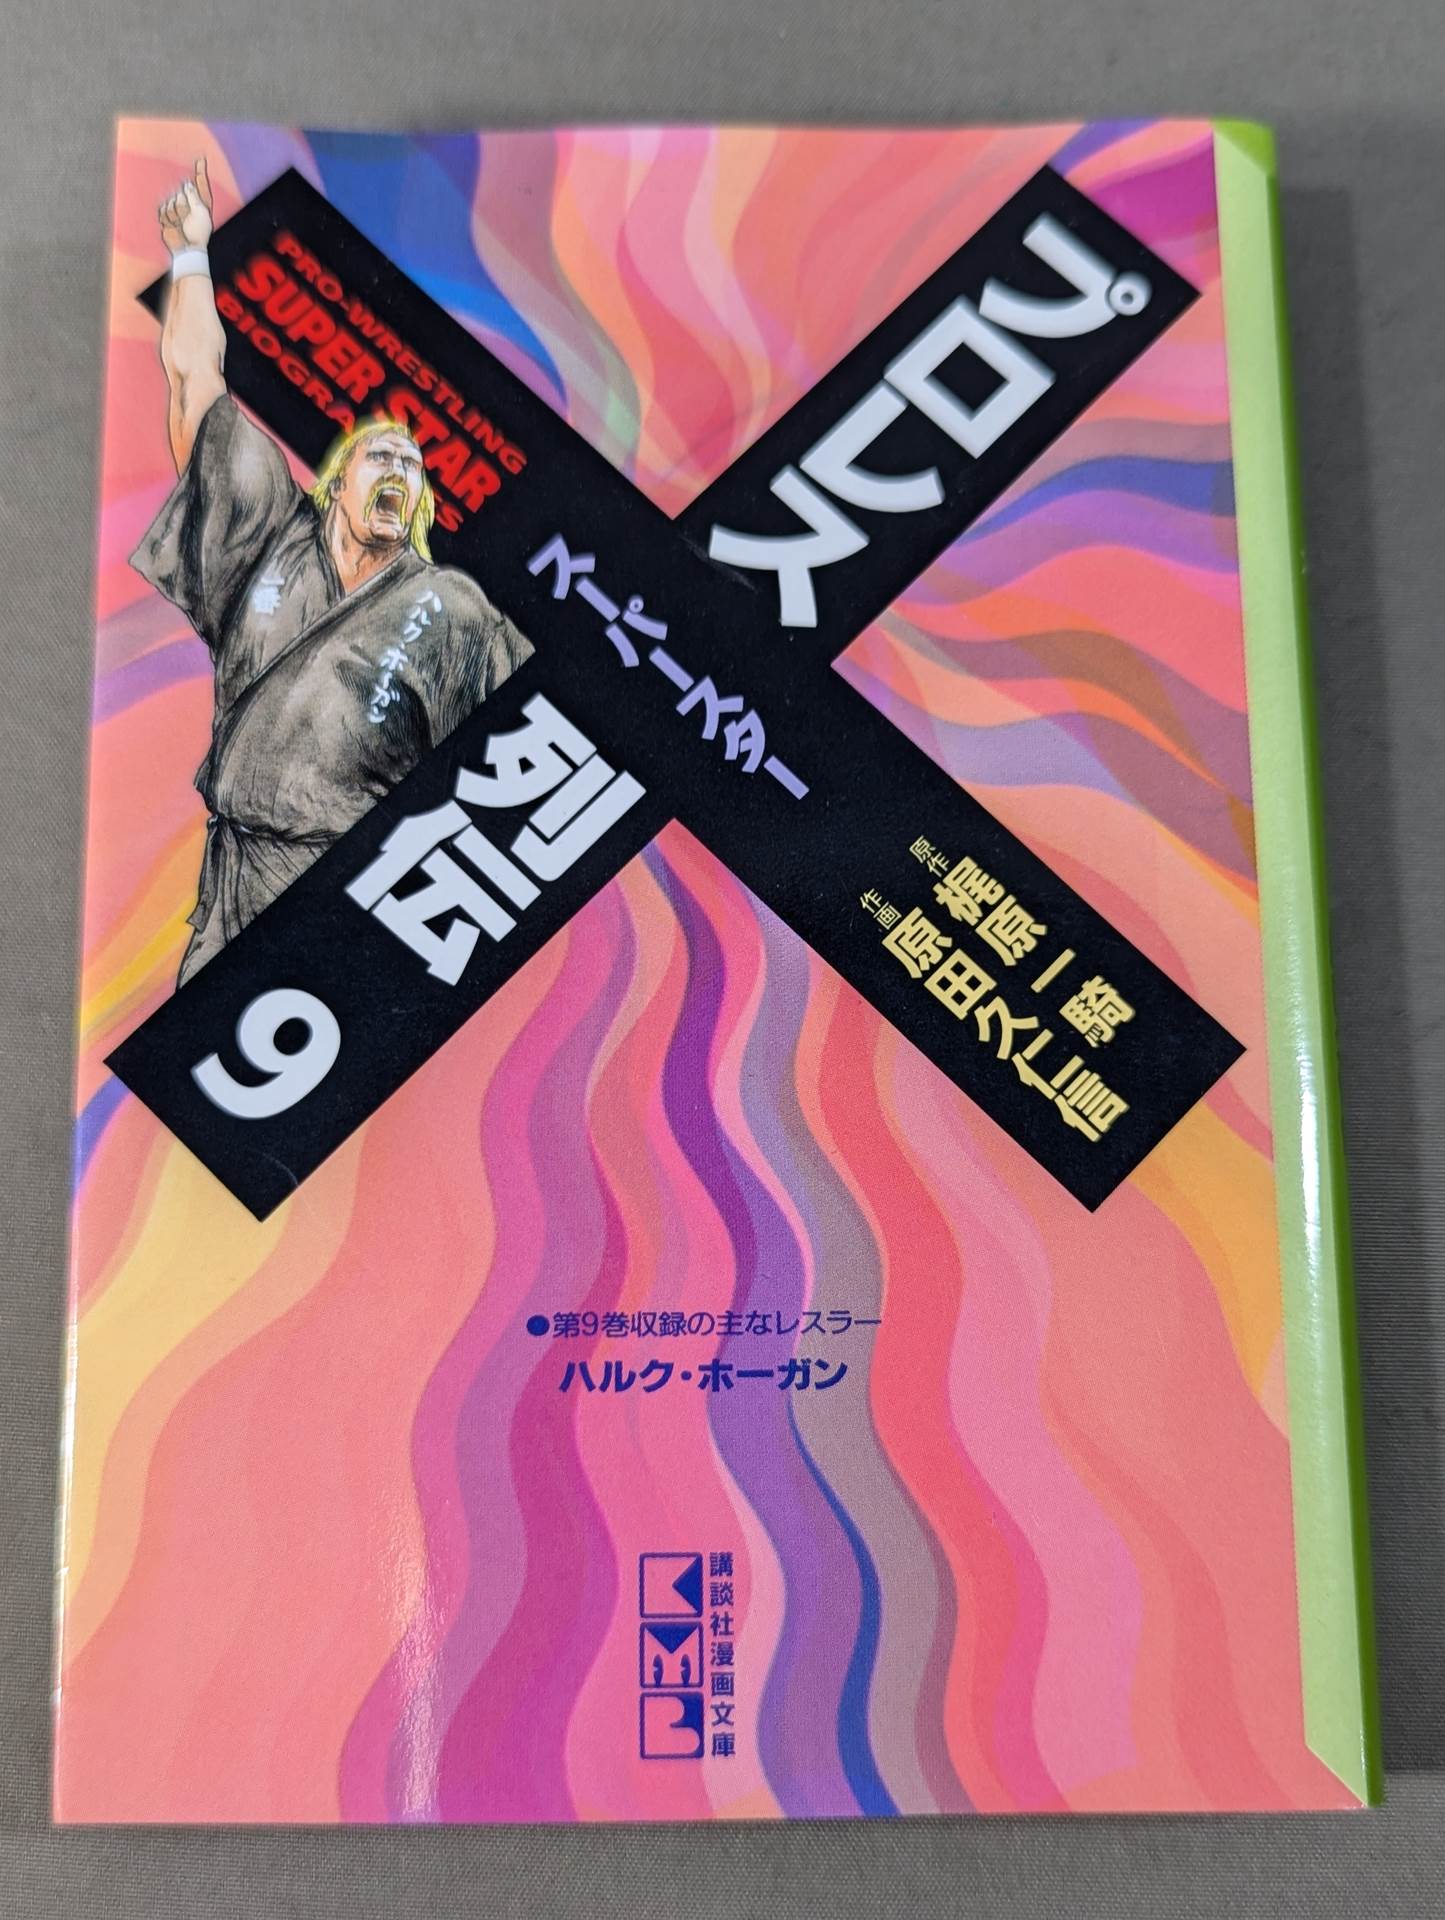 プロレス
スーパースター
列伝
9
PRO-WRESTLING
SUPER STAR
BIOGRA
S
一番
ハルク・ホーガン
原作 梶原一騎
作画 原田久仁信
●第9巻収録の主なレスラー
ハルク・ホーガン
KMB
講談社漫画文庫